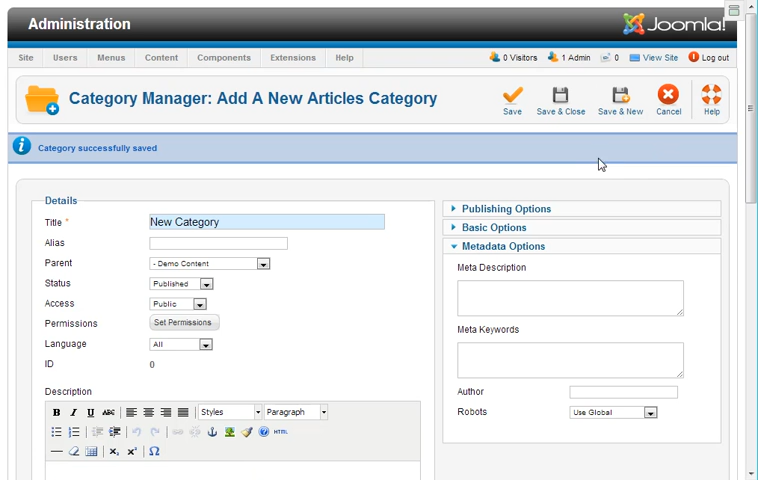 Administration
Joomla!
Site Users Menus Content Components Extensions Help
0 Visitors 1 Admin 0 View Site Log out
Category Manager: Add A New Articles Category
Save Save & Close Save & New Cancel Help
Category successfully saved
Details
Title *
New Category
Alias
Parent
- Demo Content
Status
Published
Access
Public
Permissions
Set Permissions
Language
All
ID
0
Description
B I U ABC
Styles
Paragraph
HTML
Publishing Options
Basic Options
Metadata Options
Meta Description
Meta Keywords
Author
Robots
Use Global